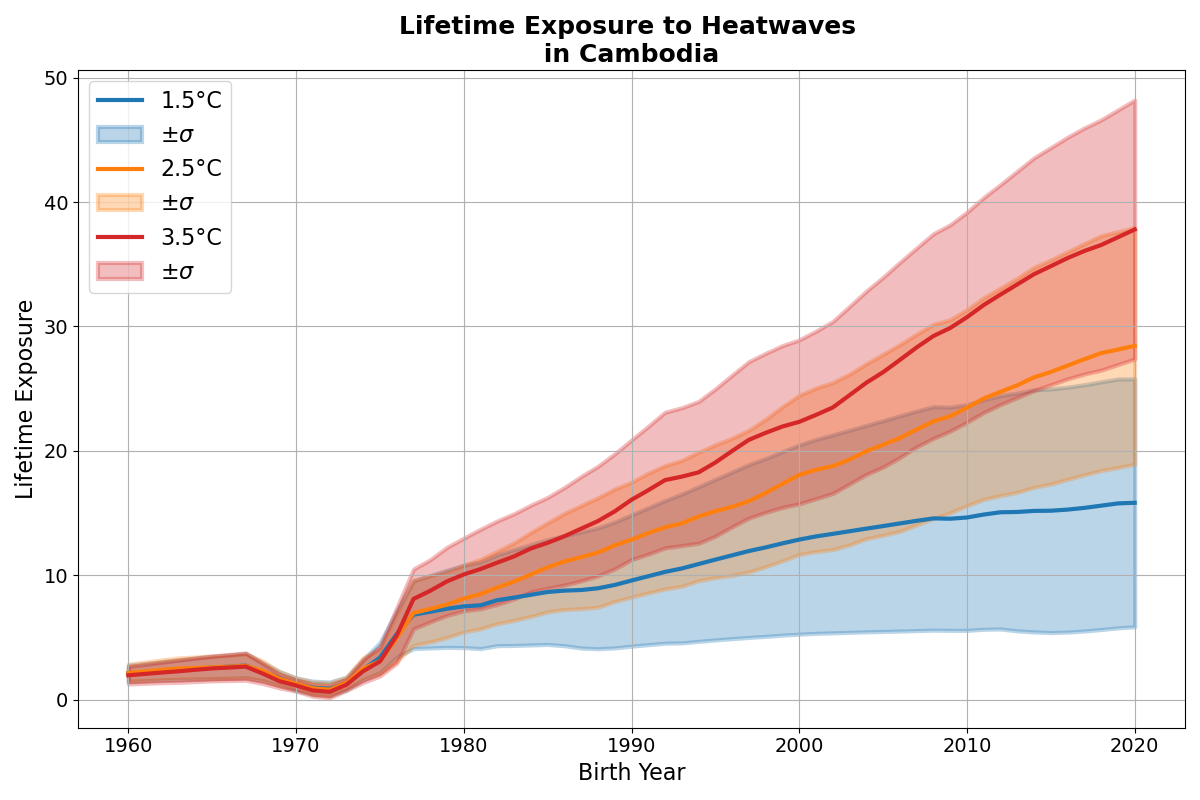 Lifetime Exposure to Heatwaves
in Cambodia
1.5°C
±σ
2.5°C
±σ
3.5°C
±σ
Lifetime Exposure
50
40
30
20
10
0
1960 1970 1980 1990 2000 2010 2020
Birth Year